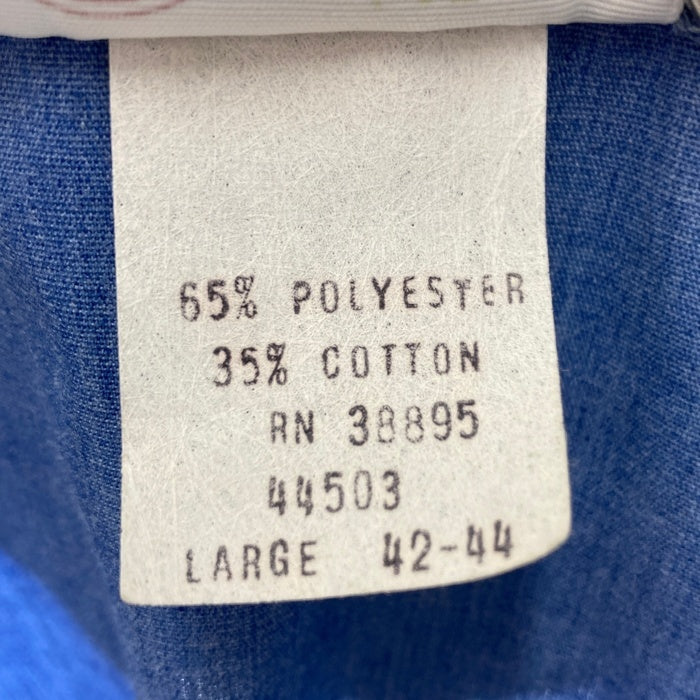 65% POLYESTER
35% COTTON
RN 38895
44503
LARGE 42-44